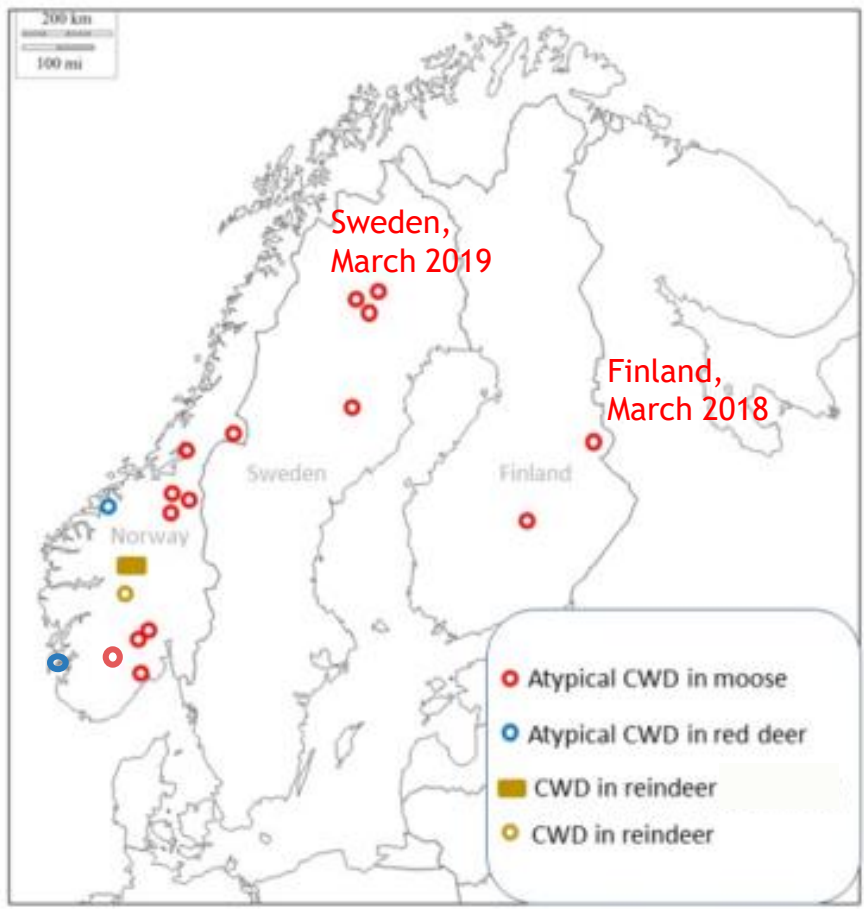 200 km
100 mi
Sweden,
March 2019
Finland,
March 2018
Sweden
Finland
Norway
Atypical CWD in moose
Atypical CWD in red deer
CWD in reindeer
CWD in reindeer